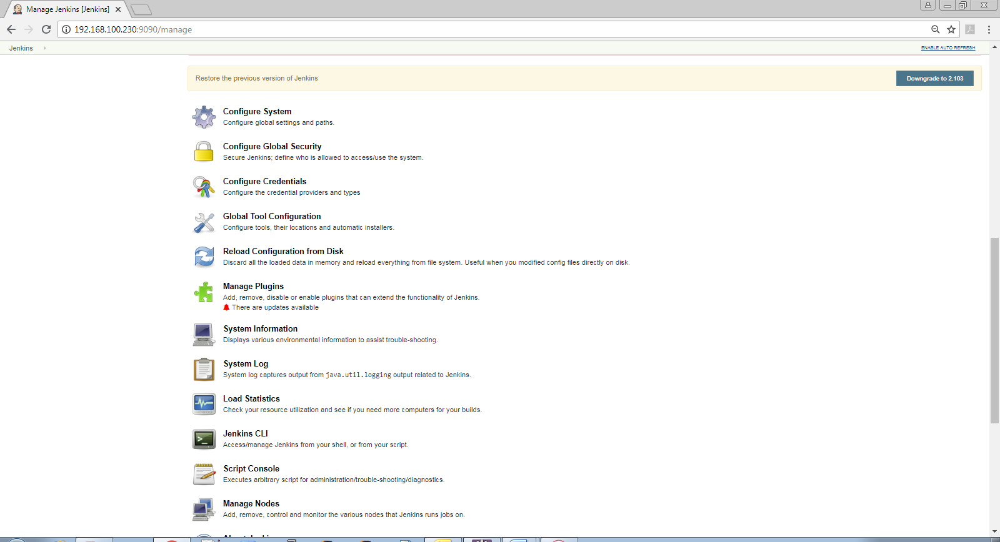 Manage Jenkins [Jenkins]
192.168.100.230:9090/manage
Jenkins
ENABLE AUTO REFRESH
Restore the previous version of Jenkins
Downgrade to 2.103
Configure System
Configure global settings and paths.
Configure Global Security
Secure Jenkins; define who is allowed to access/use the system.
Configure Credentials
Configure the credential providers and types
Global Tool Configuration
Configure tools, their locations and automatic installers.
Reload Configuration from Disk
Discard all the loaded data in memory and reload everything from file system. Useful when you modified config files directly on disk.
Manage Plugins
Add, remove, disable or enable plugins that can extend the functionality of Jenkins.
There are updates available
System Information
Displays various environmental information to assist trouble-shooting.
System Log
System log captures output from java.util.logging output related to Jenkins.
Load Statistics
Check your resource utilization and see if you need more computers for your builds.
Jenkins CLI
Access/manage Jenkins from your shell, or from your script.
Script Console
Executes arbitrary script for administration/trouble-shooting/diagnostics.
Manage Nodes
Add, remove, control and monitor the various nodes that Jenkins runs jobs on.